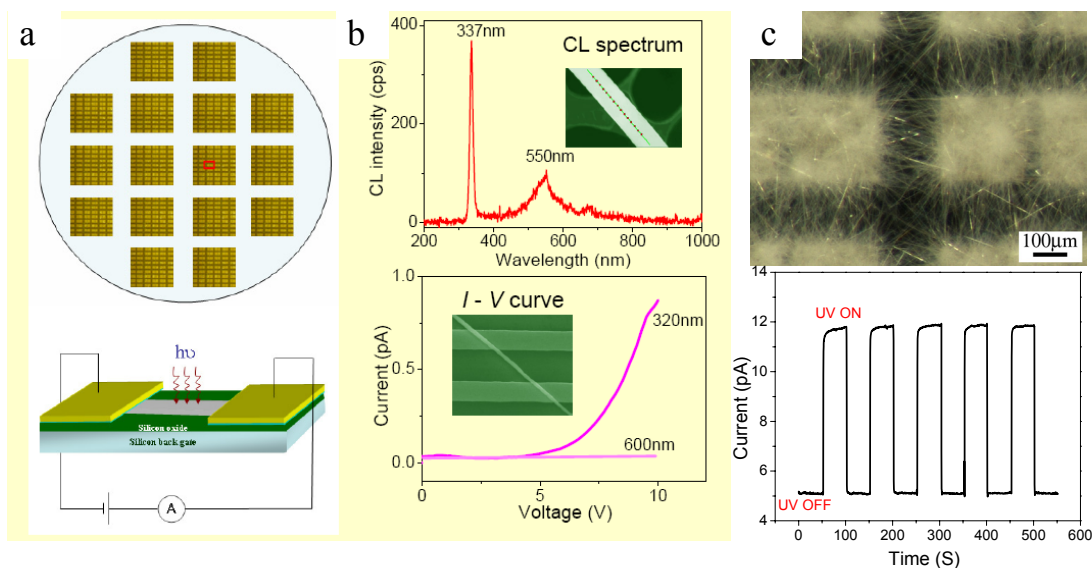 a
hυ
Silicon oxide
Silicon back gate
A
b
337nm
CL spectrum
550nm
400
200
0
CL intensity (cps)
200 400 600 800 1000
Wavelength (nm)
1.0
0.5
0.0
Current (pA)
I - V curve
320nm
600nm
0 5 10
Voltage (V)
c
100μm
14
12
10
8
6
4
Current (pA)
UV ON
UV OFF
0 100 200 300 400 500 600
Time (S)